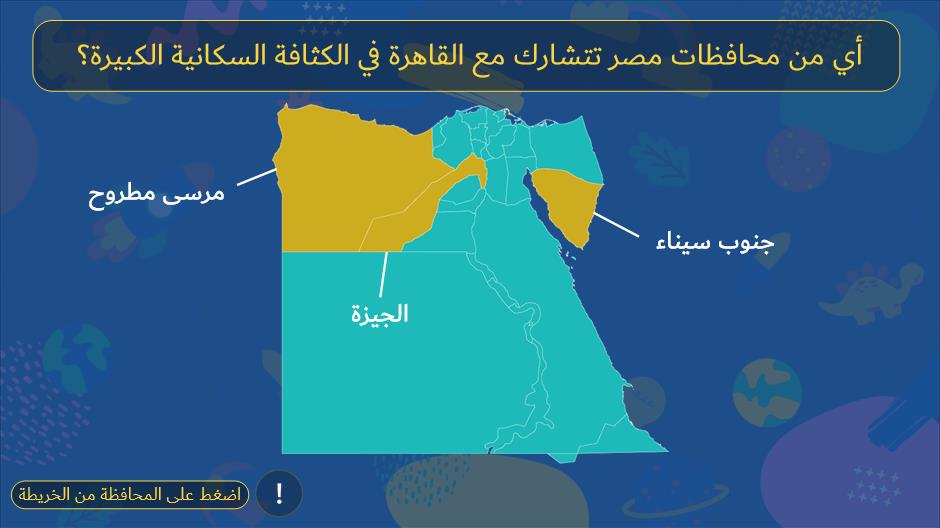 أي من محافظات مصر تتشارك مع القاهرة في الكثافة السكانية الكبيرة؟
مرسى مطروح
جنوب سيناء
الجيزة
اضغط على المحافظة من الخريطة
!